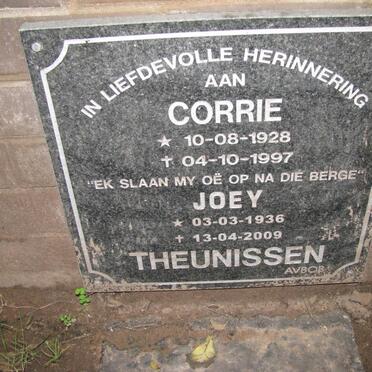 IN LIEFDEVOLLE HERINNERING
AAN
CORRIE
★ 10-08-1928
✝ 04-10-1997
"EK SLAAN MY OË OP NA DIE BERGE"
JOEY
★ 03-03-1936
✝ 13-04-2009
THEUNISSEN
AVBOB